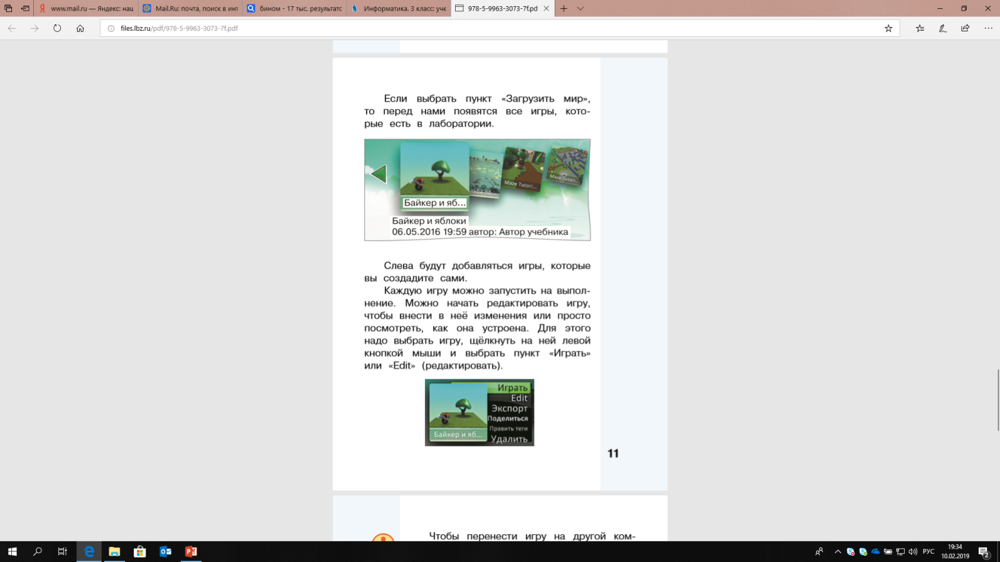 www.mail.ru — Яндекс: наш
Mail.Ru: почта, поиск в инт
бином - 17 тыс. результато
Информатика. 3 класс: уче
978-5-9963-3073-7f.pd
files.lbz.ru/pdf/978-5-9963-3073-7f.pdf
Если выбрать пункт «Загрузить мир»,
то перед нами появятся все игры, кото-
рые есть в лаборатории.
Maze Tutori...
Maze Tutori...
Байкер и яб...
Байкер и яблоки
06.05.2016 19:59 автор: Автор учебника
Слева будут добавляться игры, которые
вы создадите сами.
Каждую игру можно запустить на выпол-
нение. Можно начать редактировать игру,
чтобы внести в неё изменения или просто
посмотреть, как она устроена. Для этого
надо выбрать игру, щёлкнуть на ней левой
кнопкой мыши и выбрать пункт «Играть»
или «Edit» (редактировать).
Играть
Edit
Экспорт
Поделиться
Править теги
Удалить
Байкер и яб...
11
Чтобы перенести игру на другой ком-
РУС
19:34
10.02.2019
2